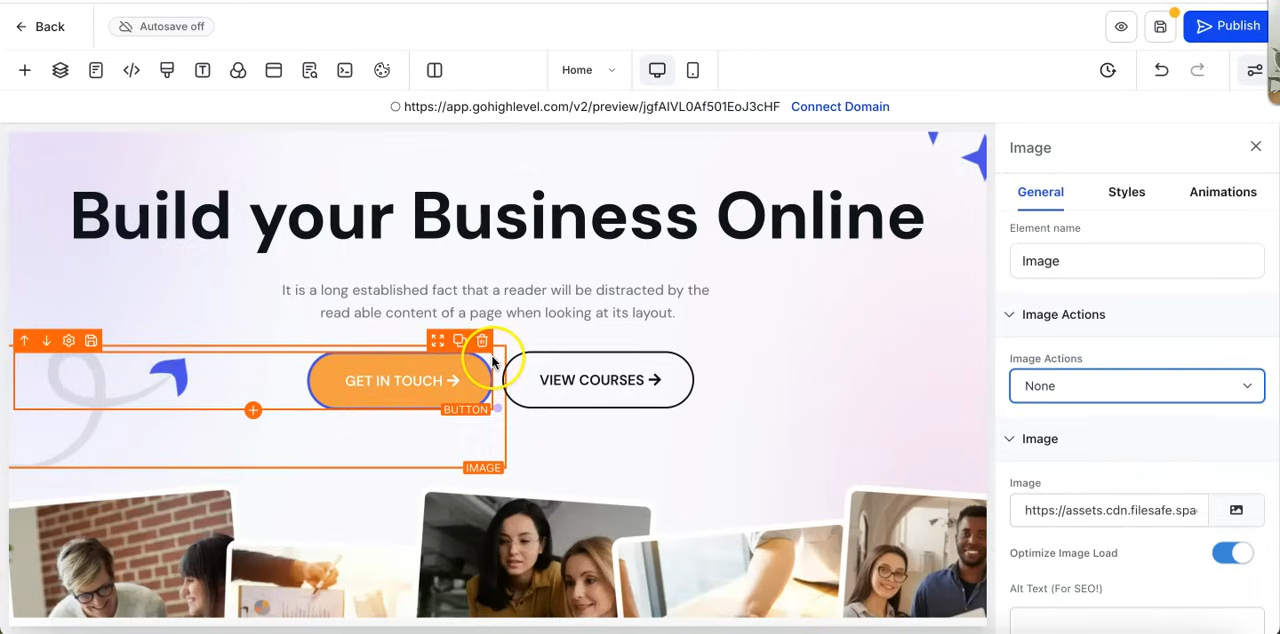 Back
Autosave off
Publish
Home
https://app.gohighlevel.com/v2/preview/jgfAIVL0Af501EoJ3cHF Connect Domain
Build your Business Online
It is a long established fact that a reader will be distracted by the
read able content of a page when looking at its layout.
GET IN TOUCH
VIEW COURSES
BUTTON
IMAGE
Image
General Styles Animations
Element name
Image
Image Actions
Image Actions
None
Image
Image
https://assets.cdn.filesafe.spa
Optimize Image Load
Alt Text (For SEO!)